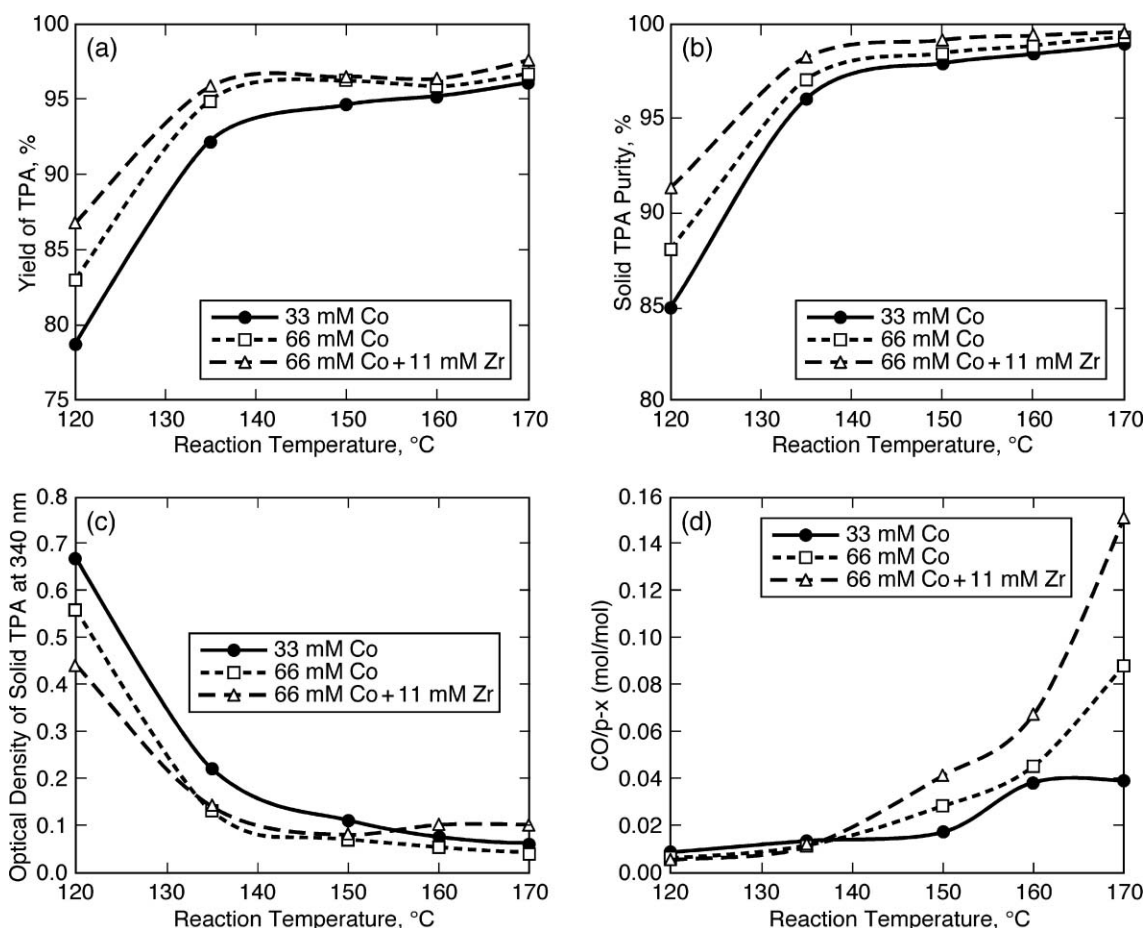 (a)
100
95
90
85
80
75
Yield of TPA, %
33 mM Co
66 mM Co
66 mM Co + 11 mM Zr
120 130 140 150 160 170
Reaction Temperature, °C
(b)
100
95
90
85
80
Solid TPA Purity, %
33 mM Co
66 mM Co
66 mM Co + 11 mM Zr
120 130 140 150 160 170
Reaction Temperature, °C
(c)
0.8
0.7
0.6
0.5
0.4
0.3
0.2
0.1
0.0
Optical Density of Solid TPA at 340 nm
33 mM Co
66 mM Co
66 mM Co + 11 mM Zr
120 130 140 150 160 170
Reaction Temperature, °C
(d)
0.16
0.14
0.12
0.10
0.08
0.06
0.04
0.02
0.00
CO/p-x (mol/mol)
33 mM Co
66 mM Co
66 mM Co + 11 mM Zr
120 130 140 150 160 170
Reaction Temperature, °C